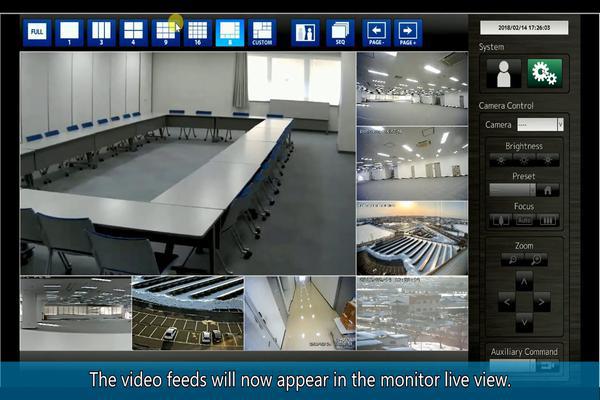 FULL
1
3
4
9
16
8
CUSTOM
SEQ
PAGE-
PAGE+
2018/02/14 17:26:03
System
Camera Control
Camera ----
Brightness
Preset
Focus
Auto
Zoom
Auxiliary Command
The video feeds will now appear in the monitor live view.